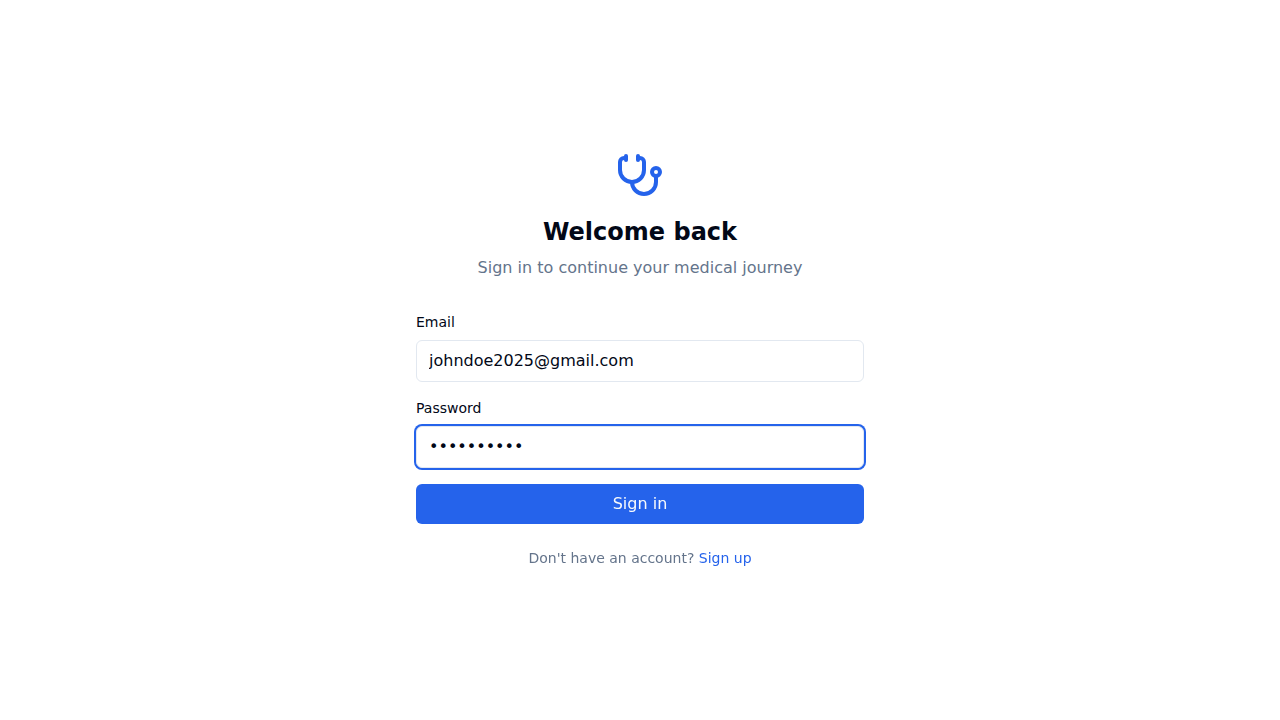 Welcome back
Sign in to continue your medical journey
Email
johndoe2025@gmail.com
Password
••••••••••
Sign in
Don't have an account? Sign up